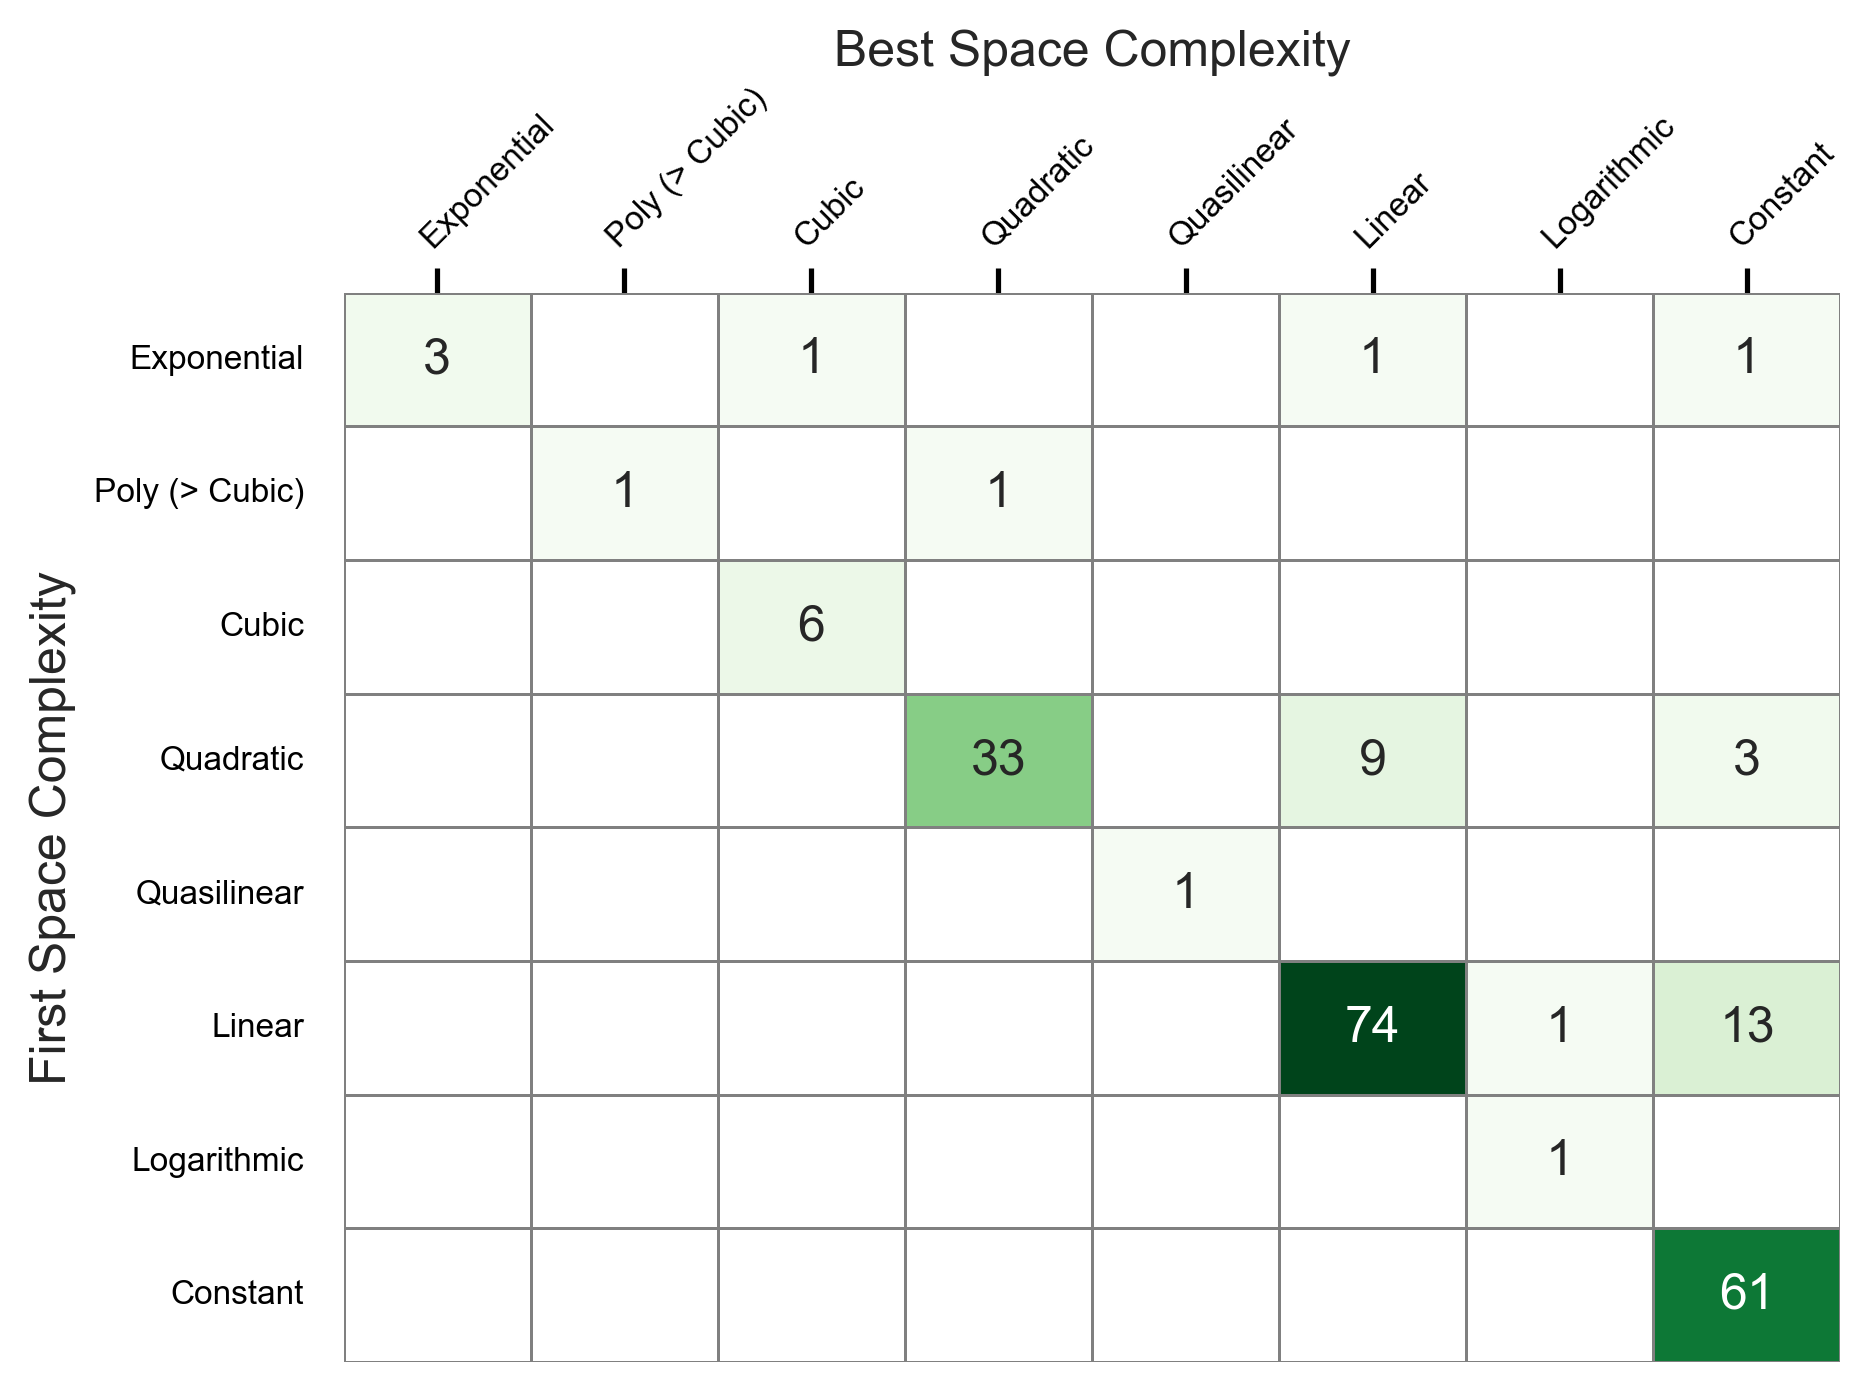 Best Space Complexity
Exponential
Poly (> Cubic)
Cubic
Quadratic
Quasilinear
Linear
Logarithmic
Constant
First Space Complexity
Exponential 3 1 1 1
Poly (> Cubic) 1 1
Cubic 6
Quadratic 33 9 3
Quasilinear 1
Linear 74 1 13
Logarithmic 1
Constant 61